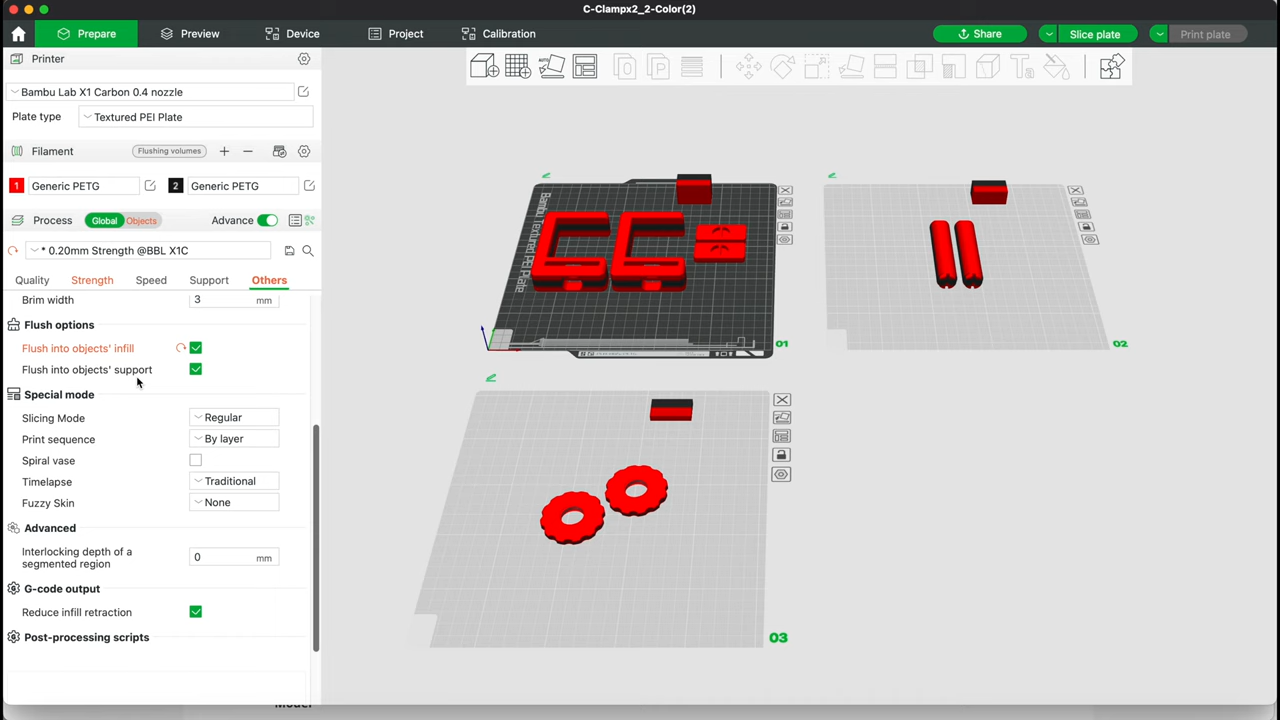 C-Clampx2_2-Color(2)
Prepare
Preview
Device
Project
Calibration
Share
Slice plate
Print plate
Printer
Bambu Lab X1 Carbon 0.4 nozzle
Plate type
Textured PEI Plate
Filament
Flushing volumes
1
Generic PETG
2
Generic PETG
Process
Global
Objects
Advance
* 0.20mm Strength @BBL X1C
Quality
Strength
Speed
Support
Others
Brim width
3
mm
Flush options
Flush into objects' infill
Flush into objects' support
Special mode
Slicing Mode
Regular
Print sequence
By layer
Spiral vase
Timelapse
Traditional
Fuzzy Skin
None
Advanced
Interlocking depth of a
segmented region
0
mm
G-code output
Reduce infill retraction
Post-processing scripts
Bambu Textured PEI Plate
01
02
03